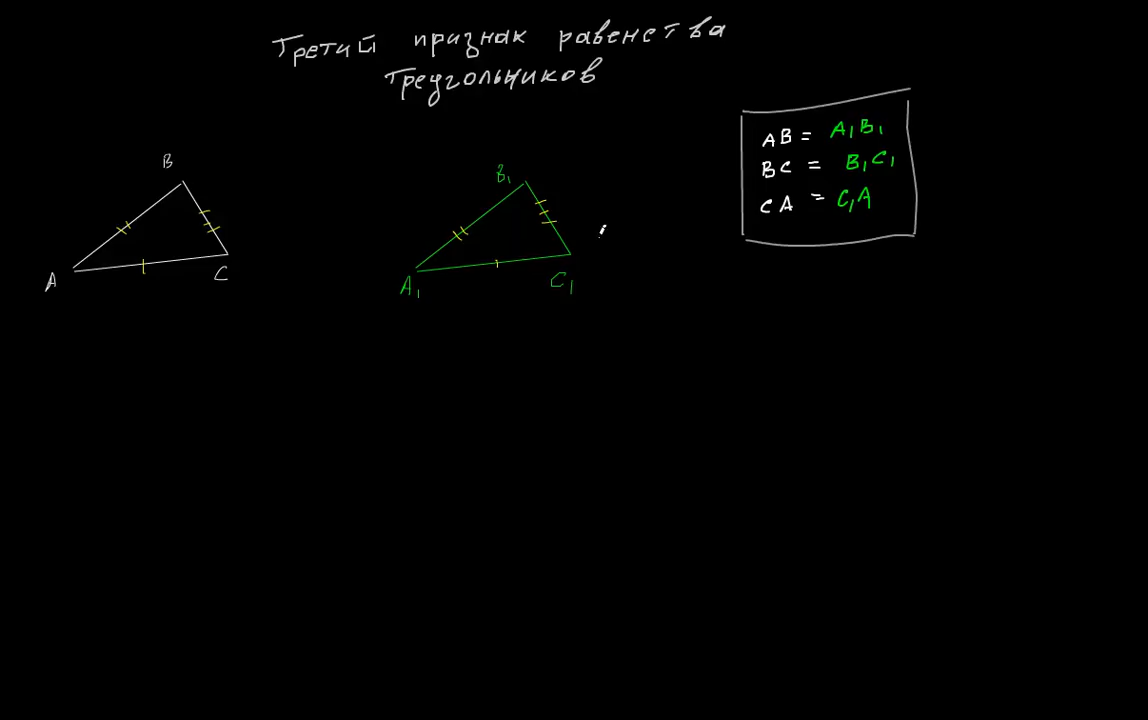 Третий признак равенства
треугольников
AB = A₁B₁
BC = B₁C₁
CA = C₁A
B
A
C
B₁
A₁
C₁